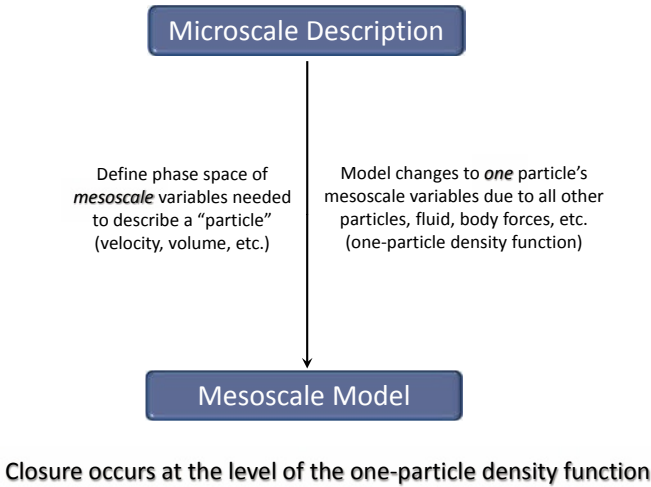 Microscale Description
Define phase space of
mesoscale variables needed
to describe a “particle”
(velocity, volume, etc.)
Model changes to one particle’s
mesoscale variables due to all other
particles, fluid, body forces, etc.
(one-particle density function)
Mesoscale Model
Closure occurs at the level of the one-particle density function